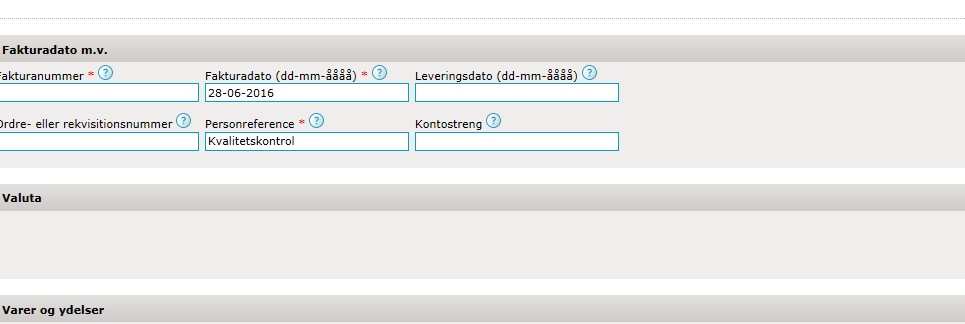 Fakturadato m.v.
Fakturanummer * ? Fakturadato (dd-mm-åååå) * ? Leveringsdato (dd-mm-åååå) ?
28-06-2016
Ordre- eller rekvisitionsnummer ? Personreference * ? Kontostreng ?
Kvalitetskontrol
Valuta
Varer og ydelser